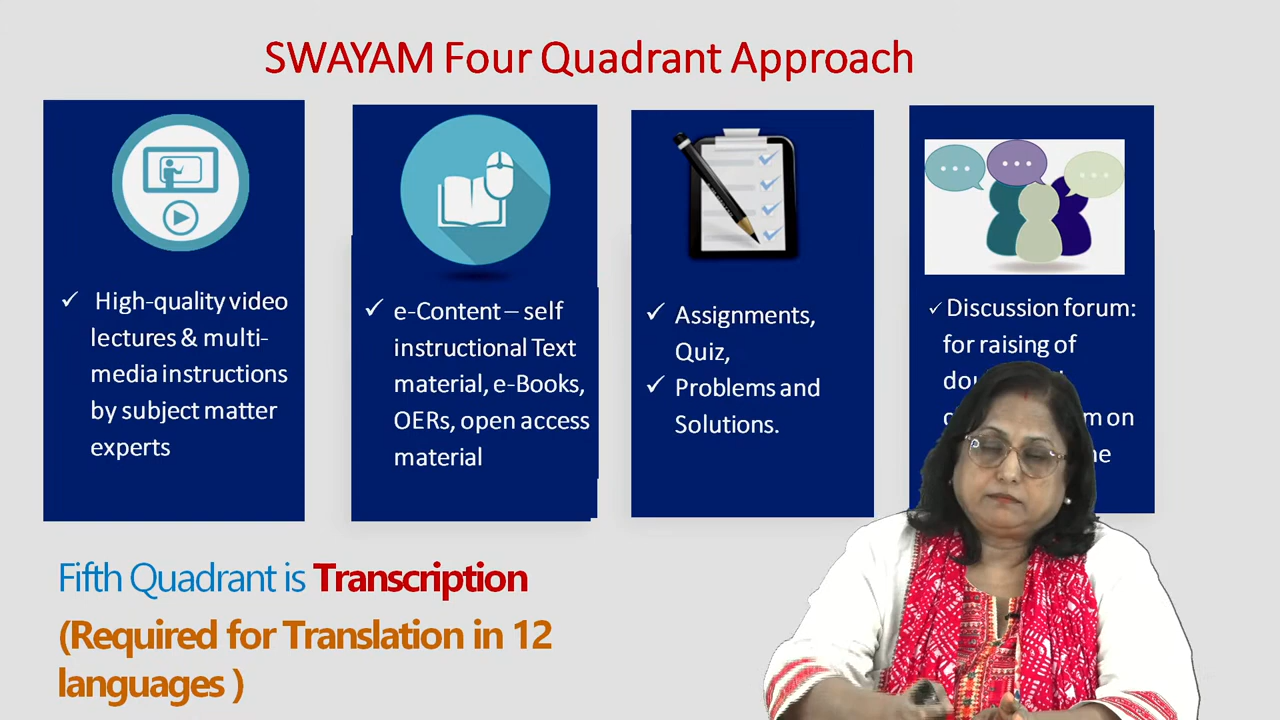 SWAYAM Four Quadrant Approach
✓ High-quality video
lectures & multi-
media instructions
by subject matter
experts
✓ e-Content – self
instructional Text
material, e-Books,
OERs, open access
material
✓ Assignments,
Quiz,
✓ Problems and
Solutions.
✓ Discussion forum:
for raising of
on
Fifth Quadrant is Transcription
(Required for Translation in 12
languages )